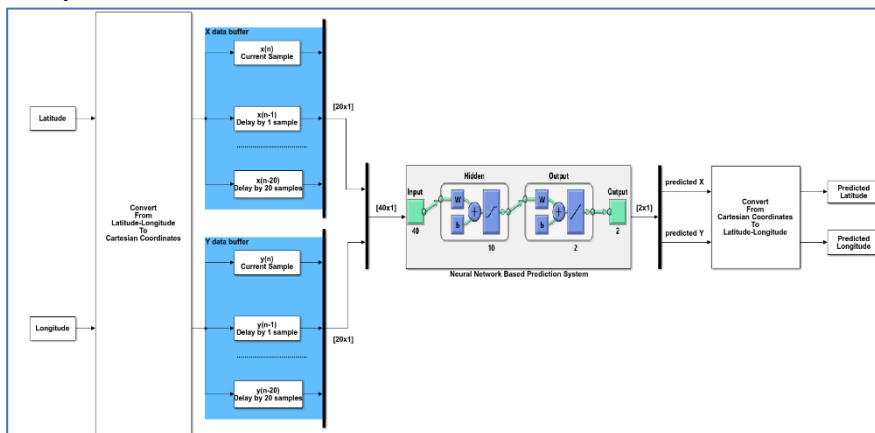 Latitude
Longitude
Convert
From
Latitude-Longitude
To
Cartesian Coordinates
X data buffer
x(n)
Current Sample
x(n-1)
Delay by 1 sample
x(n-20)
Delay by 20 samples
[20x1]
Y data buffer
y(n)
Current Sample
y(n-1)
Delay by 1 sample
y(n-20)
Delay by 20 samples
[20x1]
[40x1]
Input
40
Hidden
W
b
10
Output
W
b
2
Output
2
Neural Network Based Prediction System
[2x1]
predicted X
predicted Y
Convert
From
Cartesian Coordinates
To
Latitude-Longitude
Predicted
Latitude
Predicted
Longitude